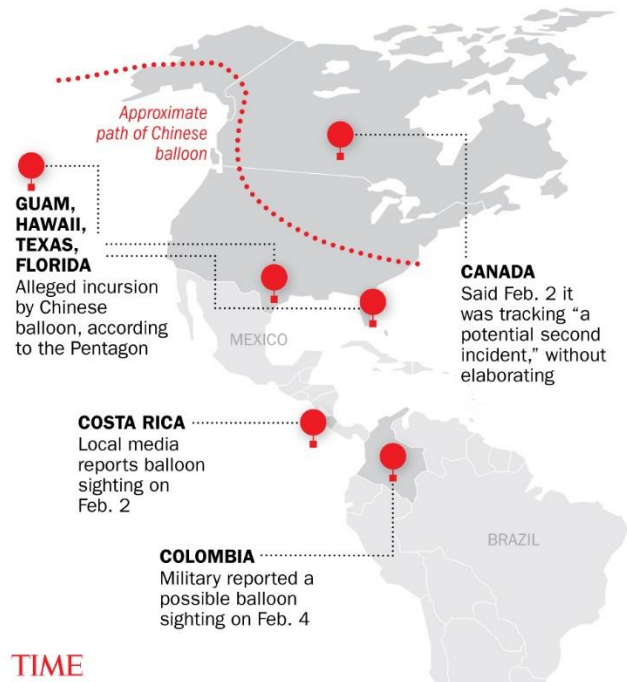 Approximate
path of Chinese
balloon
GUAM,
HAWAII,
TEXAS,
FLORIDA
Alleged incursion
by Chinese
balloon, according
to the Pentagon
CANADA
Said Feb. 2 it
was tracking “a
potential second
incident,” without
elaborating
MEXICO
COSTA RICA
Local media
reports balloon
sighting on
Feb. 2
BRAZIL
COLOMBIA
Military reported a
possible balloon
sighting on Feb. 4
TIME